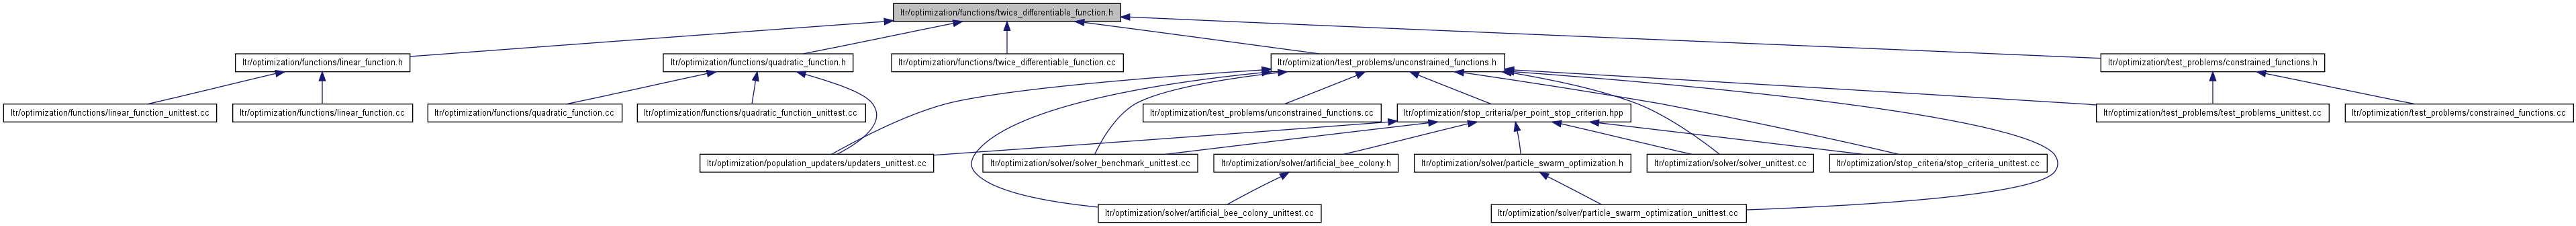 ltr/optimization/functions/twice_differentiable_function.h
ltr/optimization/functions/linear_function.h
ltr/optimization/functions/quadratic_function.h
ltr/optimization/functions/twice_differentiable_function.cc
ltr/optimization/test_problems/unconstrained_functions.h
ltr/optimization/test_problems/constrained_functions.h
ltr/optimization/functions/linear_function_unittest.cc
ltr/optimization/functions/linear_function.cc
ltr/optimization/functions/quadratic_function.cc
ltr/optimization/functions/quadratic_function_unittest.cc
ltr/optimization/test_problems/unconstrained_functions.cc
ltr/optimization/stop_criteria/per_point_stop_criterion.hpp
ltr/optimization/test_problems/test_problems_unittest.cc
ltr/optimization/test_problems/constrained_functions.cc
ltr/optimization/population_updaters/updaters_unittest.cc
ltr/optimization/solver/solver_benchmark_unittest.cc
ltr/optimization/solver/artificial_bee_colony.h
ltr/optimization/solver/particle_swarm_optimization.h
ltr/optimization/solver/solver_unittest.cc
ltr/optimization/stop_criteria/stop_criteria_unittest.cc
ltr/optimization/solver/artificial_bee_colony_unittest.cc
ltr/optimization/solver/particle_swarm_optimization_unittest.cc